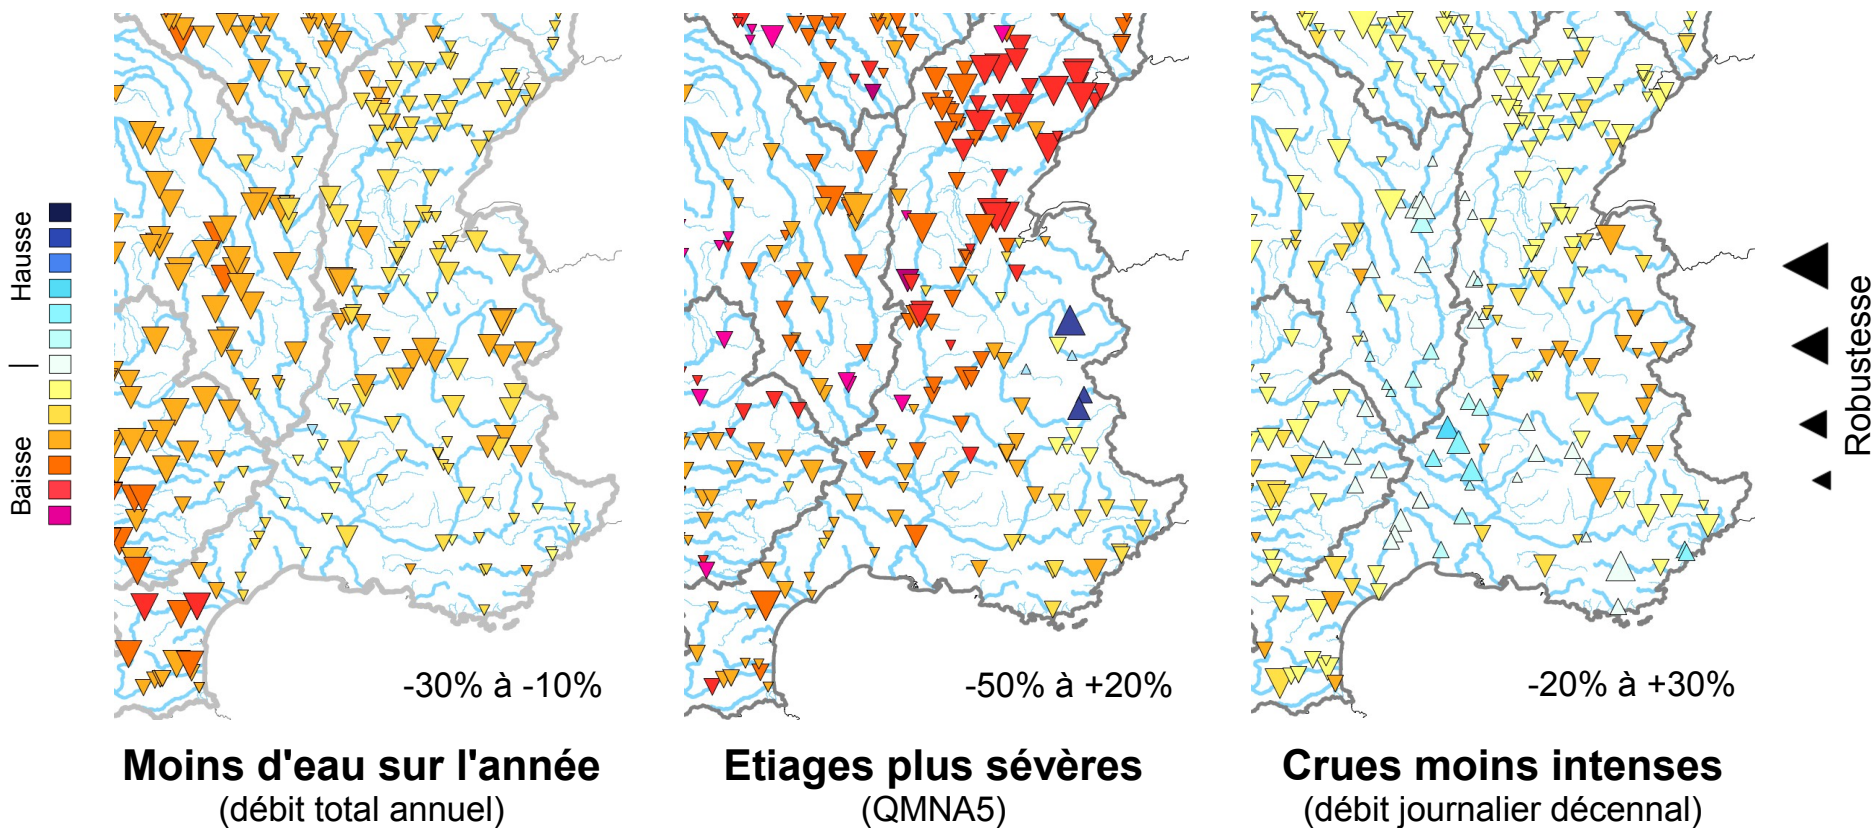 Hausse
|
Baisse
-30% à -10%
-50% à +20%
-20% à +30%
Robustesse
Moins d'eau sur l'année
(débit total annuel)
Etiages plus sévères
(QMNA5)
Crues moins intenses
(débit journalier décennal)